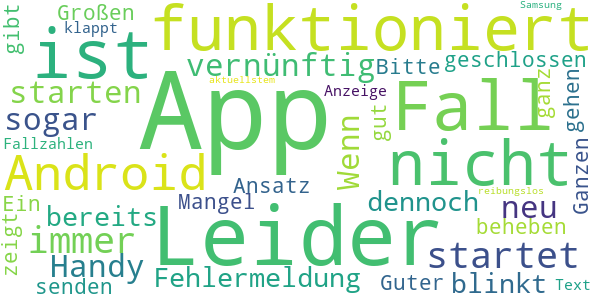 Samsung
Großen
gibt
klappt
funktioniert
ist
vernünftig
Bitte
geschlossen
aktuellstem
starten
App
Anzeige
Fall
ganz
gehen
sogar
gut
Fallzahlen
Wenn
nicht
Android
Ansatz
Ganzen
reibungslos
Ein
Mangel
dennoch
neu
bereits
Leider
beheben
zeigt
immer
startet
Handy
Fehlermeldung
Guter
blinkt
Text
senden